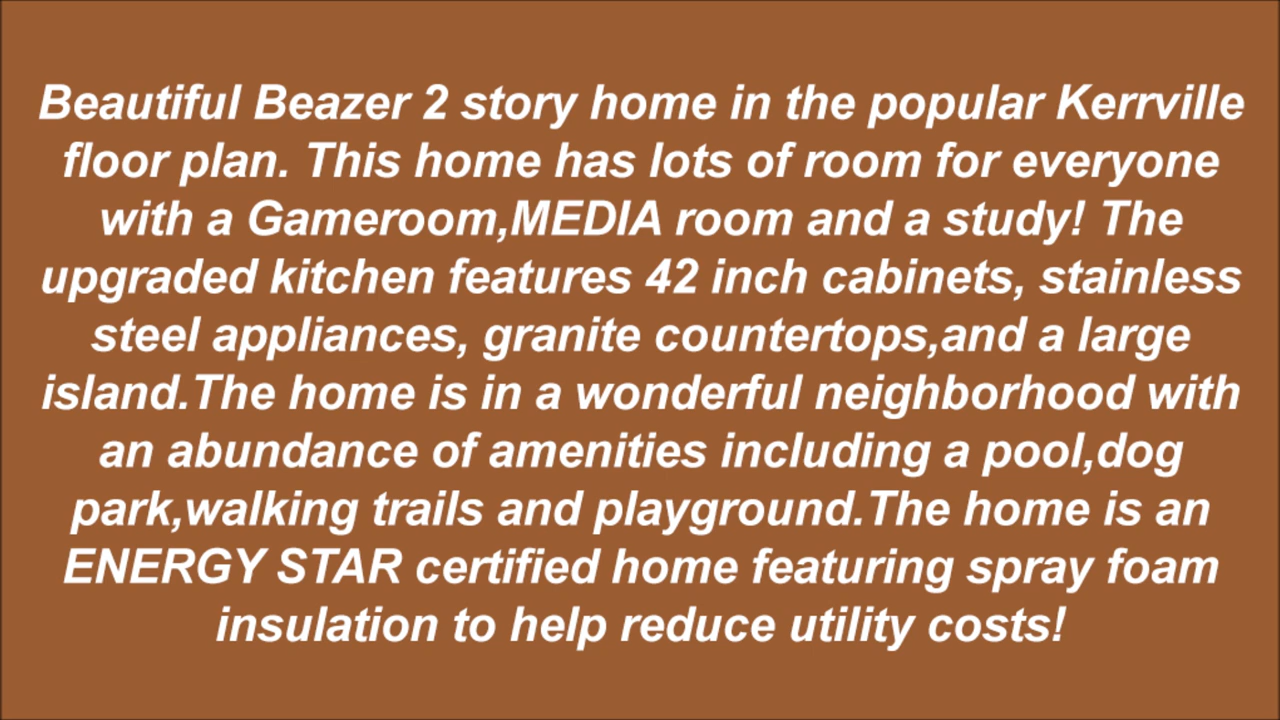 Beautiful Beazer 2 story home in the popular Kerrville
floor plan. This home has lots of room for everyone
with a Gameroom,MEDIA room and a study! The
upgraded kitchen features 42 inch cabinets, stainless
steel appliances, granite countertops,and a large
island.The home is in a wonderful neighborhood with
an abundance of amenities including a pool,dog
park,walking trails and playground.The home is an
ENERGY STAR certified home featuring spray foam
insulation to help reduce utility costs!